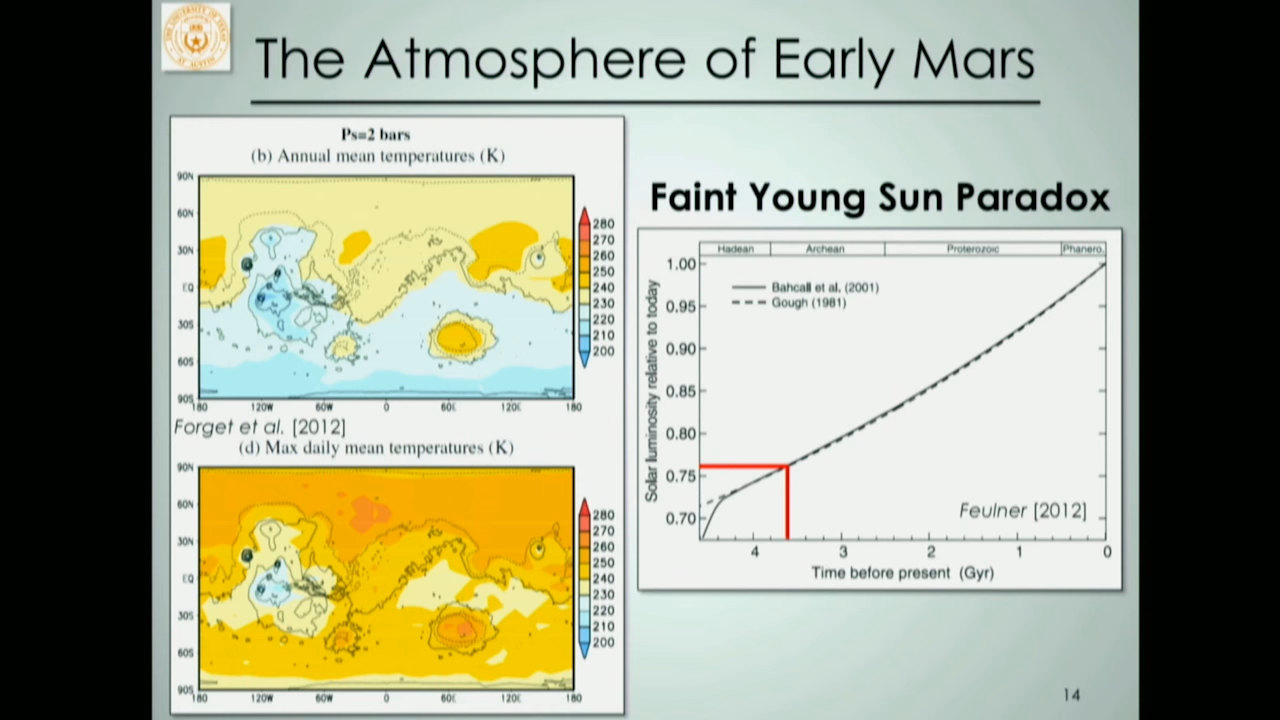 The Atmosphere of Early Mars
Ps=2 bars
(b) Annual mean temperatures (K)
90N
60N
30N
EQ
30S
60S
90S
180 120W 60W 0 60E 120E 180
280
270
260
250
240
230
220
210
200
Forget et al. [2012]
(d) Max daily mean temperatures (K)
90N
60N
30N
EQ
30S
60S
90S
180 120W 60W 0 60E 120E 180
280
270
260
250
240
230
220
210
200
Faint Young Sun Paradox
Hadean Archean Proterozoic Phanero.
Solar luminosity relative to today
1.00
0.95
0.90
0.85
0.80
0.75
0.70
Bahcall et al. (2001)
Gough (1981)
Feulner [2012]
4 3 2 1 0
Time before present (Gyr)
14